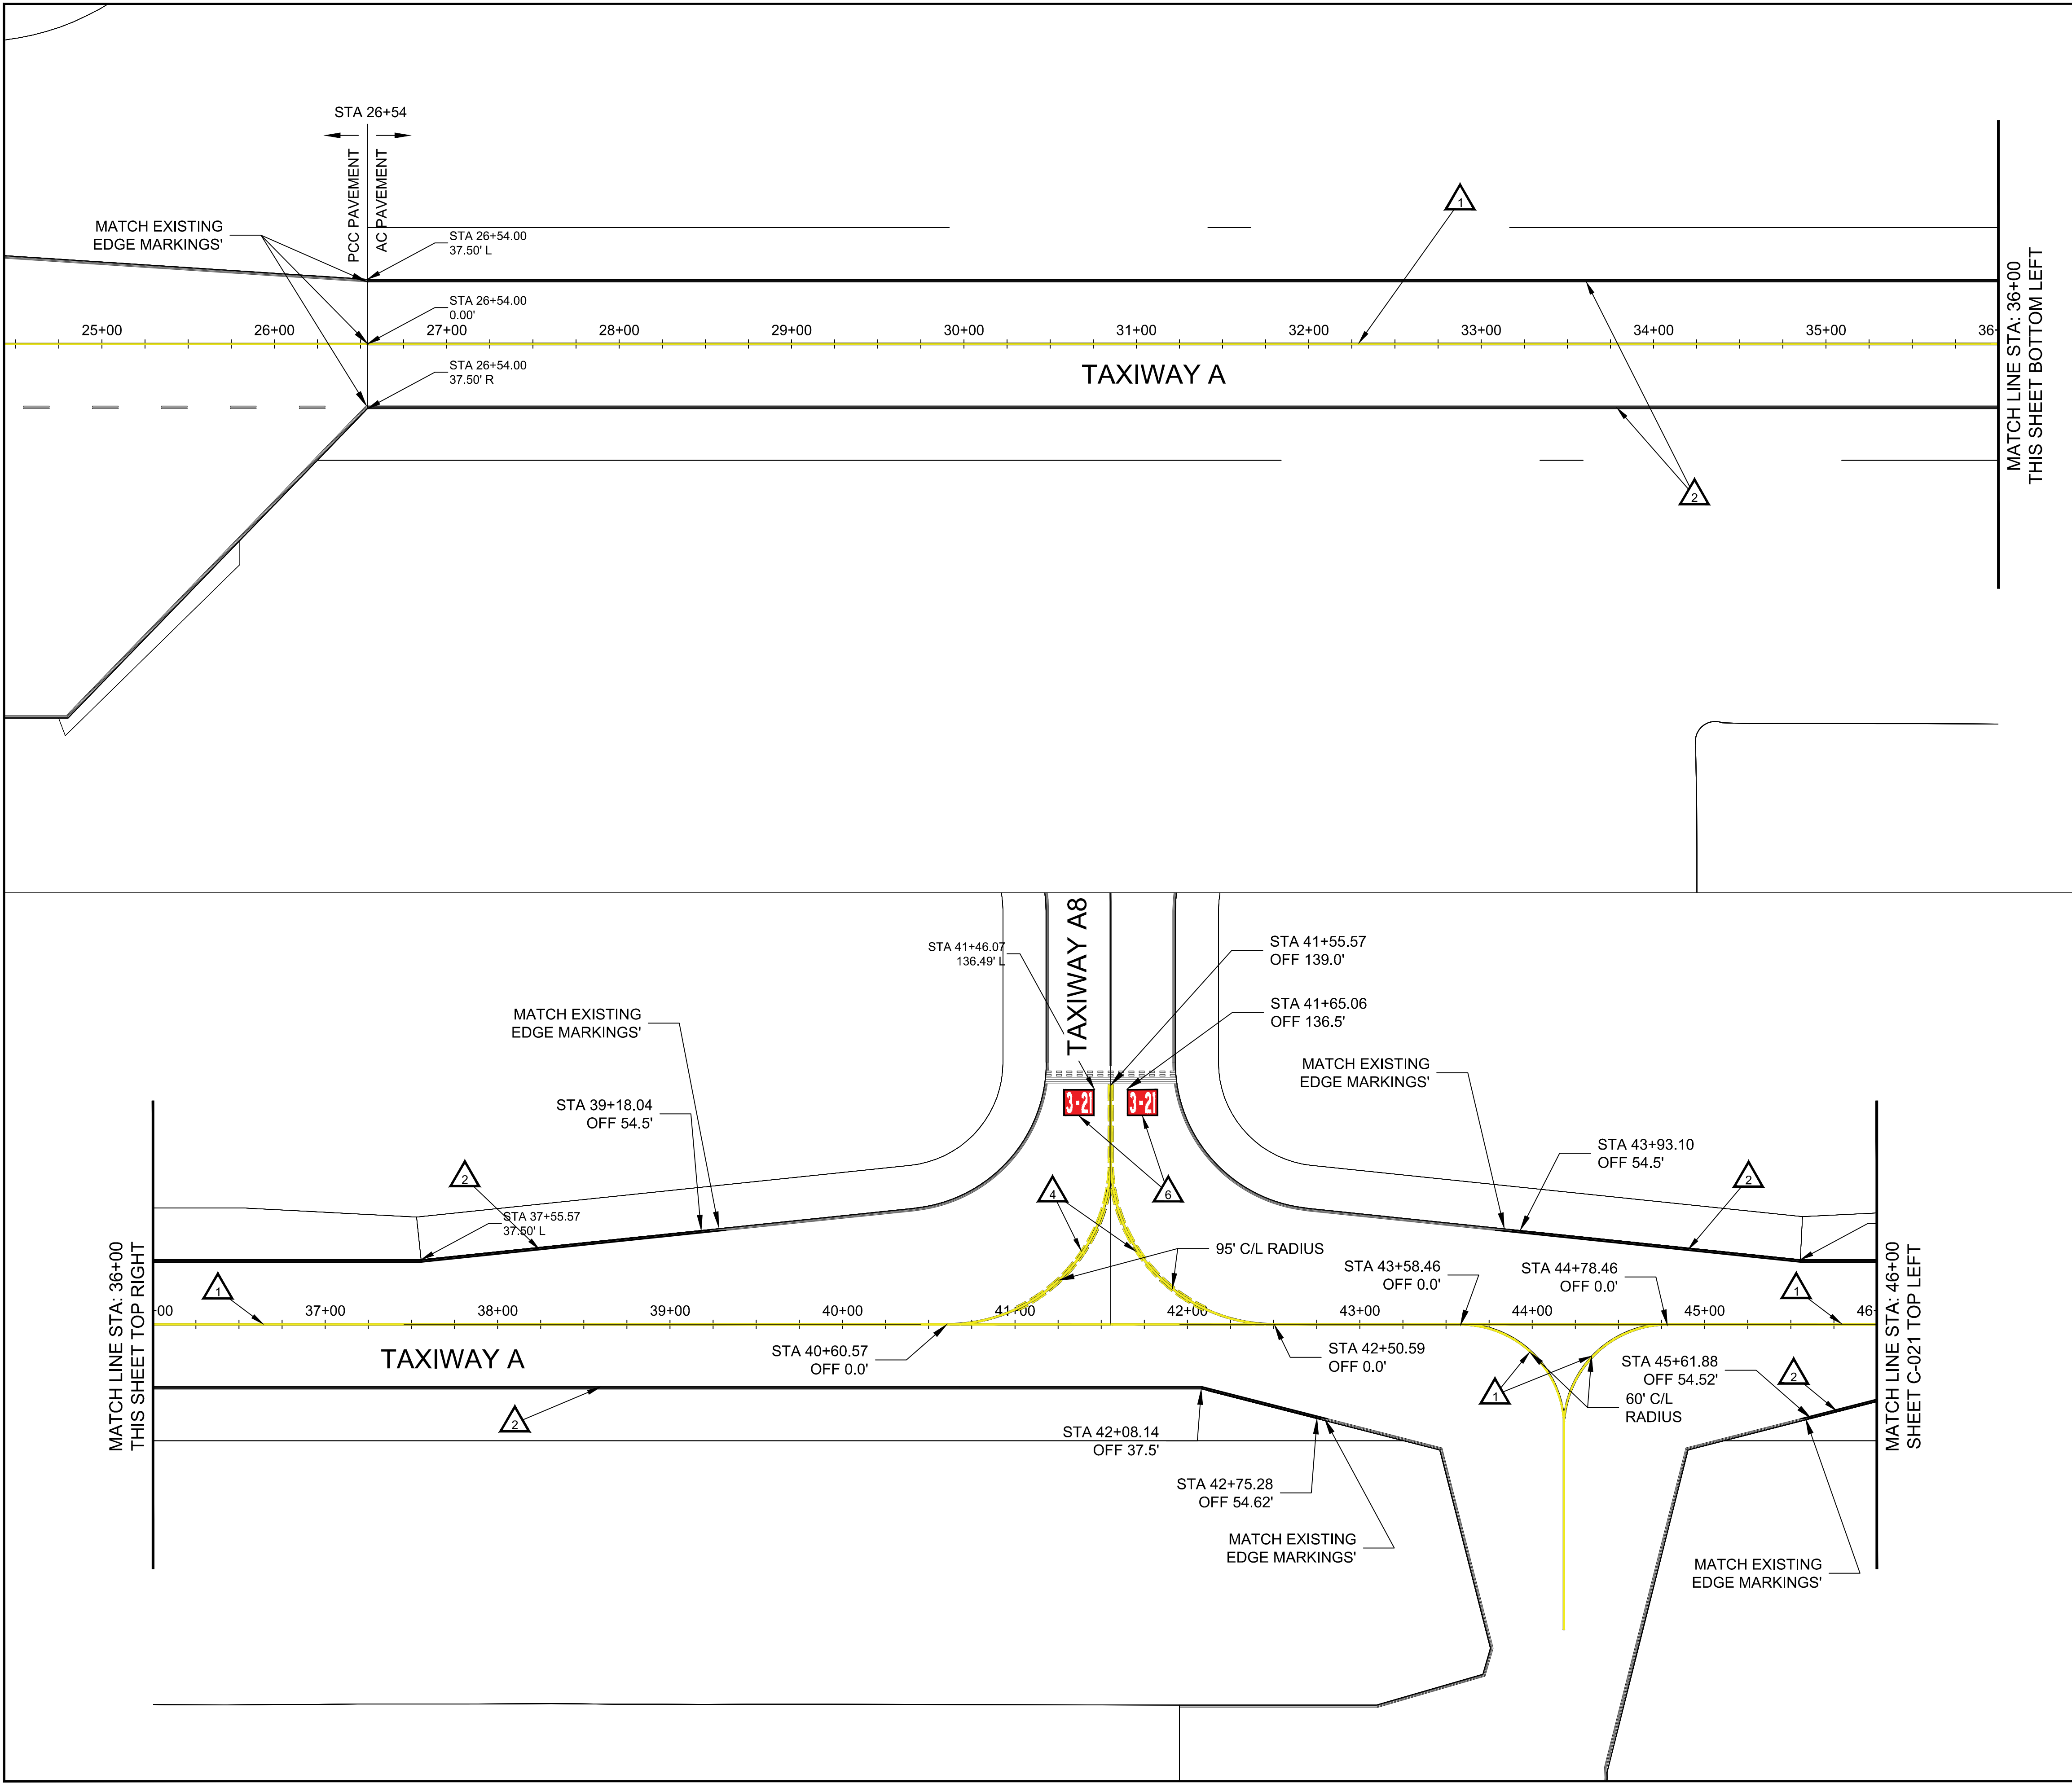 STA 26+54
PCC PAVEMENT
AC PAVEMENT
MATCH EXISTING
EDGE MARKINGS'
STA 26+54.00
37.50' L
STA 26+54.00
0.00'
STA 26+54.00
37.50' R
1
25+00 26+00 27+00 28+00 29+00 30+00 31+00 32+00 33+00 34+00 35+00 36+
TAXIWAY A
2
MATCH LINE STA: 36+00
THIS SHEET BOTTOM LEFT
TAXIWAY A8
STA 41+46.07
136.49' L
STA 41+55.57
OFF 139.0'
STA 41+65.06
OFF 136.5'
MATCH EXISTING
EDGE MARKINGS'
MATCH EXISTING
EDGE MARKINGS'
3-21
3-21
STA 39+18.04
OFF 54.5'
STA 43+93.10
OFF 54.5'
2
4
6
2
STA 37+55.57
37.50' L
95' C/L RADIUS
STA 43+58.46
OFF 0.0'
STA 44+78.46
OFF 0.0'
1
1
MATCH LINE STA: 36+00
THIS SHEET TOP RIGHT
+00 37+00 38+00 39+00 40+00 41+00 42+00 43+00 44+00 45+00 46+
TAXIWAY A
STA 40+60.57
OFF 0.0'
STA 42+50.59
OFF 0.0'
STA 45+61.88
OFF 54.52'
2
1
60' C/L
RADIUS
MATCH LINE STA: 46+00
SHEET C-021 TOP LEFT
2
STA 42+08.14
OFF 37.5'
STA 42+75.28
OFF 54.62'
MATCH EXISTING
EDGE MARKINGS'
MATCH EXISTING
EDGE MARKINGS'